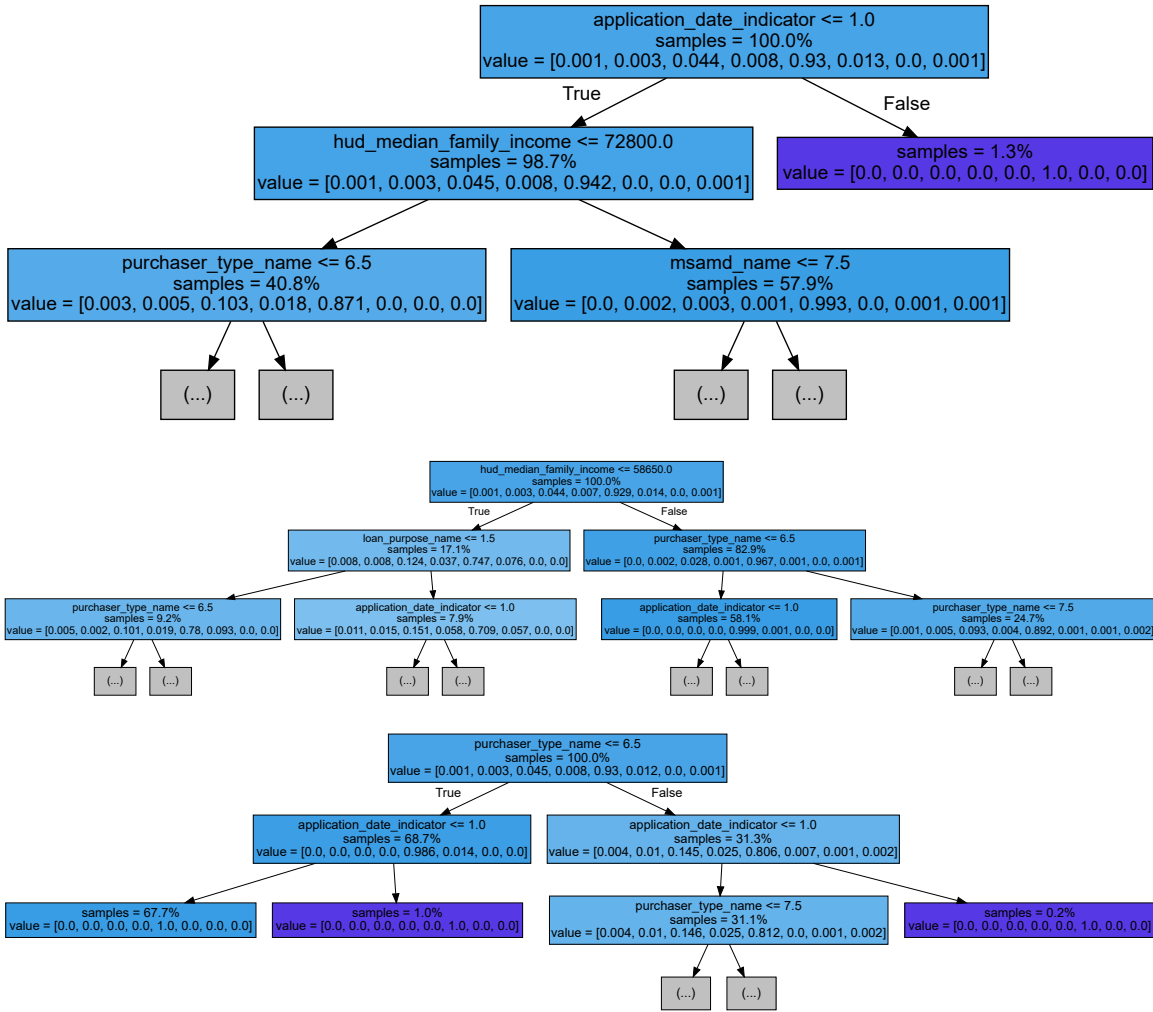 application_date_indicator <= 1.0
samples = 100.0%
value = [0.001, 0.003, 0.044, 0.008, 0.93, 0.013, 0.0, 0.001]
True
False
hud_median_family_income <= 72800.0
samples = 98.7%
value = [0.001, 0.003, 0.045, 0.008, 0.942, 0.0, 0.0, 0.001]
samples = 1.3%
value = [0.0, 0.0, 0.0, 0.0, 0.0, 1.0, 0.0, 0.0]
purchaser_type_name <= 6.5
samples = 40.8%
value = [0.003, 0.005, 0.103, 0.018, 0.871, 0.0, 0.0, 0.0]
msamd_name <= 7.5
samples = 57.9%
value = [0.0, 0.002, 0.003, 0.001, 0.993, 0.0, 0.001, 0.001]
(...)
(...)
(...)
(...)
hud_median_family_income <= 58650.0
samples = 100.0%
value = [0.001, 0.003, 0.044, 0.007, 0.929, 0.014, 0.0, 0.001]
True
False
loan_purpose_name <= 1.5
samples = 17.1%
value = [0.008, 0.008, 0.124, 0.037, 0.747, 0.076, 0.0, 0.0]
purchaser_type_name <= 6.5
samples = 82.9%
value = [0.0, 0.002, 0.028, 0.001, 0.967, 0.001, 0.0, 0.001]
purchaser_type_name <= 6.5
samples = 9.2%
value = [0.005, 0.002, 0.101, 0.019, 0.78, 0.093, 0.0, 0.0]
application_date_indicator <= 1.0
samples = 7.9%
value = [0.011, 0.015, 0.151, 0.058, 0.709, 0.057, 0.0, 0.0]
application_date_indicator <= 1.0
samples = 58.1%
value = [0.0, 0.0, 0.0, 0.0, 0.999, 0.001, 0.0, 0.0]
purchaser_type_name <= 7.5
samples = 24.7%
value = [0.001, 0.005, 0.093, 0.004, 0.892, 0.001, 0.001, 0.002]
(...)
(...)
(...)
(...)
(...)
(...)
(...)
(...)
purchaser_type_name <= 6.5
samples = 100.0%
value = [0.001, 0.003, 0.045, 0.008, 0.93, 0.012, 0.0, 0.001]
True
False
application_date_indicator <= 1.0
samples = 68.7%
value = [0.0, 0.0, 0.0, 0.0, 0.986, 0.014, 0.0, 0.0]
application_date_indicator <= 1.0
samples = 31.3%
value = [0.004, 0.01, 0.145, 0.025, 0.806, 0.007, 0.001, 0.002]
samples = 67.7%
value = [0.0, 0.0, 0.0, 0.0, 1.0, 0.0, 0.0, 0.0]
samples = 1.0%
value = [0.0, 0.0, 0.0, 0.0, 0.0, 1.0, 0.0, 0.0]
purchaser_type_name <= 7.5
samples = 31.1%
value = [0.004, 0.01, 0.146, 0.025, 0.812, 0.0, 0.001, 0.002]
samples = 0.2%
value = [0.0, 0.0, 0.0, 0.0, 0.0, 1.0, 0.0, 0.0]
(...)
(...)